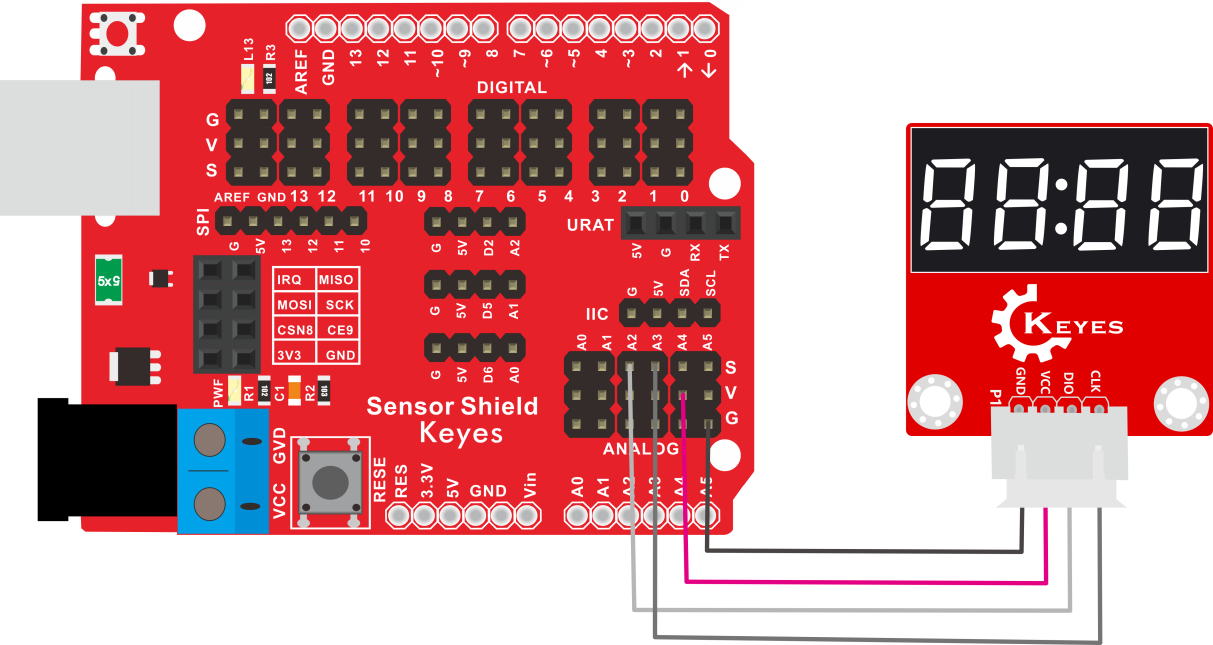 L13
R3
AREF GND 13 12 11 ~10 ~9 8 7 ~6 ~5 4 ~3 2 →1 ←0
DIGITAL
G
V
S
AREF GND 13 12 11 10 9 8 7 6 5 4 3 2 1 0
SPI
G 5V 13 12 11 10
G 5V D2 A2
URAT
5V G RX TX
5x5
IRQ MISO
MOSI SCK
CSN8 CE9
3V3 GND
G 5V D5 A1
G 5V SDA SCL
IIC
A0 A1 A2 A3 A4 A5
G 5V D6 A0
S
V
G
PWF
R1
102
C1
R2
103
Sensor Shield
Keyes
ANALOG
GVD
VCC
RESE
RES 3.3V 5V GND Vin
A0 A1 A2 A3 A4 A5
88:88
KEYES
P1
GND VCC DIO CLK